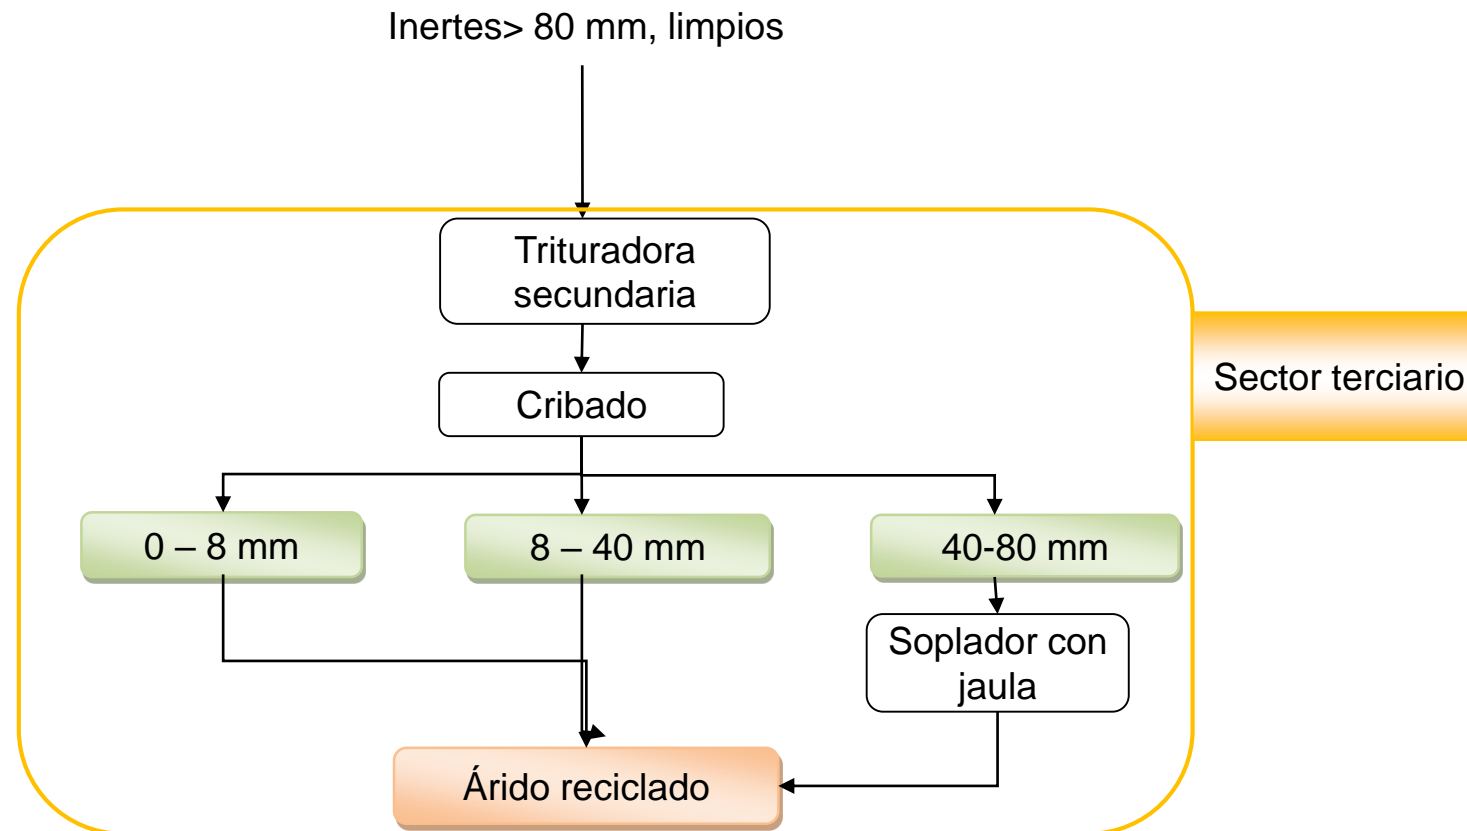 Inertes> 80 mm, limpios
Trituradora
secundaria
Sector terciario
Cribado
0 – 8 mm
8 – 40 mm
40-80 mm
Soplador con
jaula
Árido reciclado